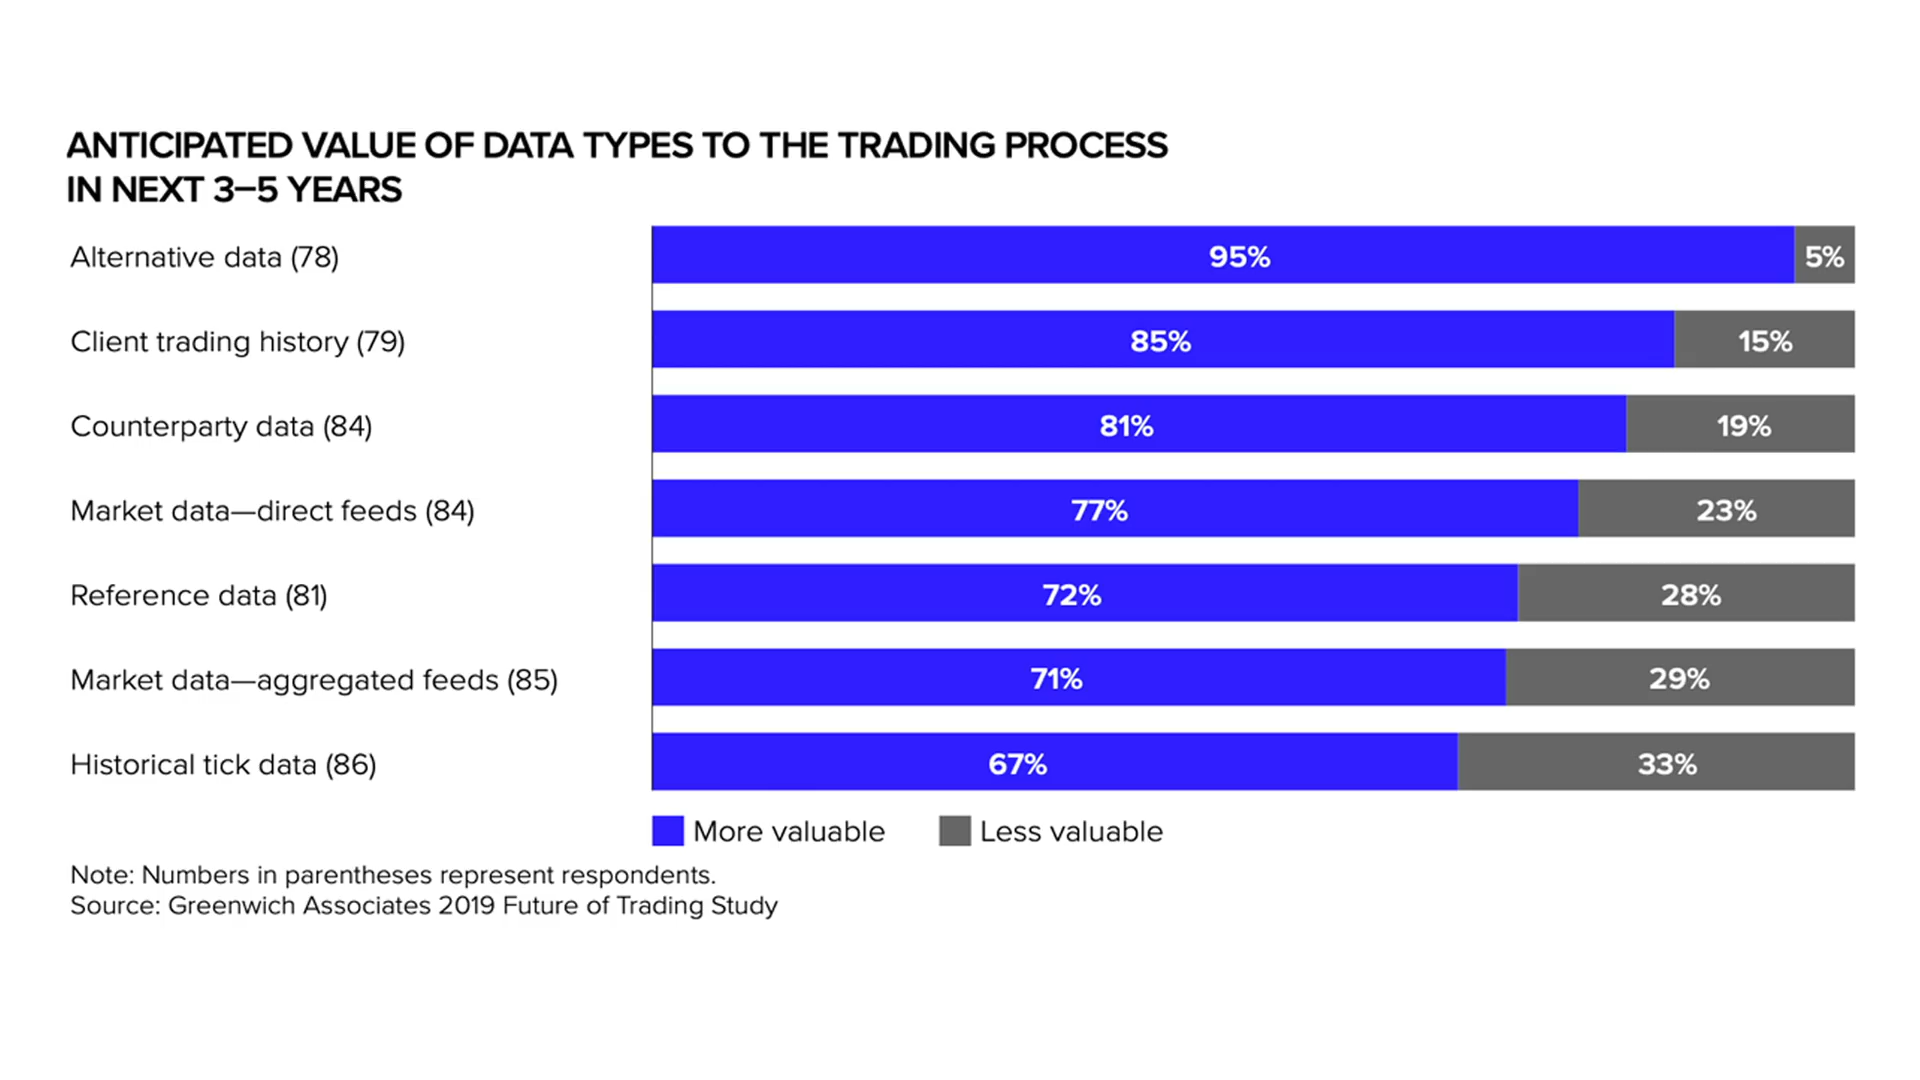 ANTICIPATED VALUE OF DATA TYPES TO THE TRADING PROCESS
IN NEXT 3–5 YEARS
Alternative data (78) 95% 5%
Client trading history (79) 85% 15%
Counterparty data (84) 81% 19%
Market data—direct feeds (84) 77% 23%
Reference data (81) 72% 28%
Market data—aggregated feeds (85) 71% 29%
Historical tick data (86) 67% 33%
More valuable Less valuable
Note: Numbers in parentheses represent respondents.
Source: Greenwich Associates 2019 Future of Trading Study